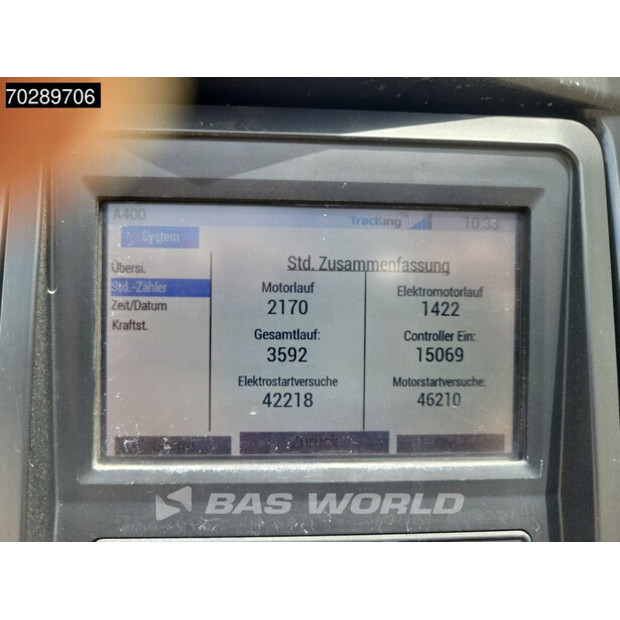 70289706
A400
Tracking 10:33
System
Übersi.
Std.-Zähler
Zeit/Datum
Kraftst.
Std. Zusammenfassung
Motorlauf
2170
Elektromotorlauf
1422
Gesamtlauf:
3592
Controller Ein:
15069
Elektrostartversuche
42218
Motorstartversuche:
46210
Zurück
BAS WORLD